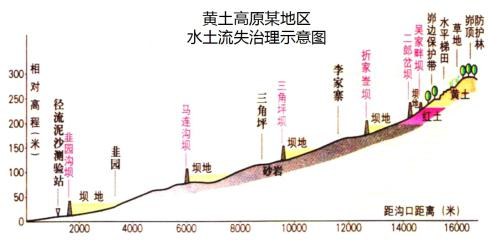 黄土高原某地区
水土流失治理示意图
相对高程(米)
300
250
200
150
100
50
0
径流泥沙测验站
韭园沟坝
坝地
韭园
马连沟坝
坝地
三角坪
三角坪坝
坝地
李家寨
折家硷坝
坝地
二郎岔坝
坝地
吴家畔坝
峁边保护带
水平梯田
草地
峁顶
防护林
黄土
红土
砂岩
2000
4000
6000
8000
10000
12000
14000
16000
距沟口距离(米)